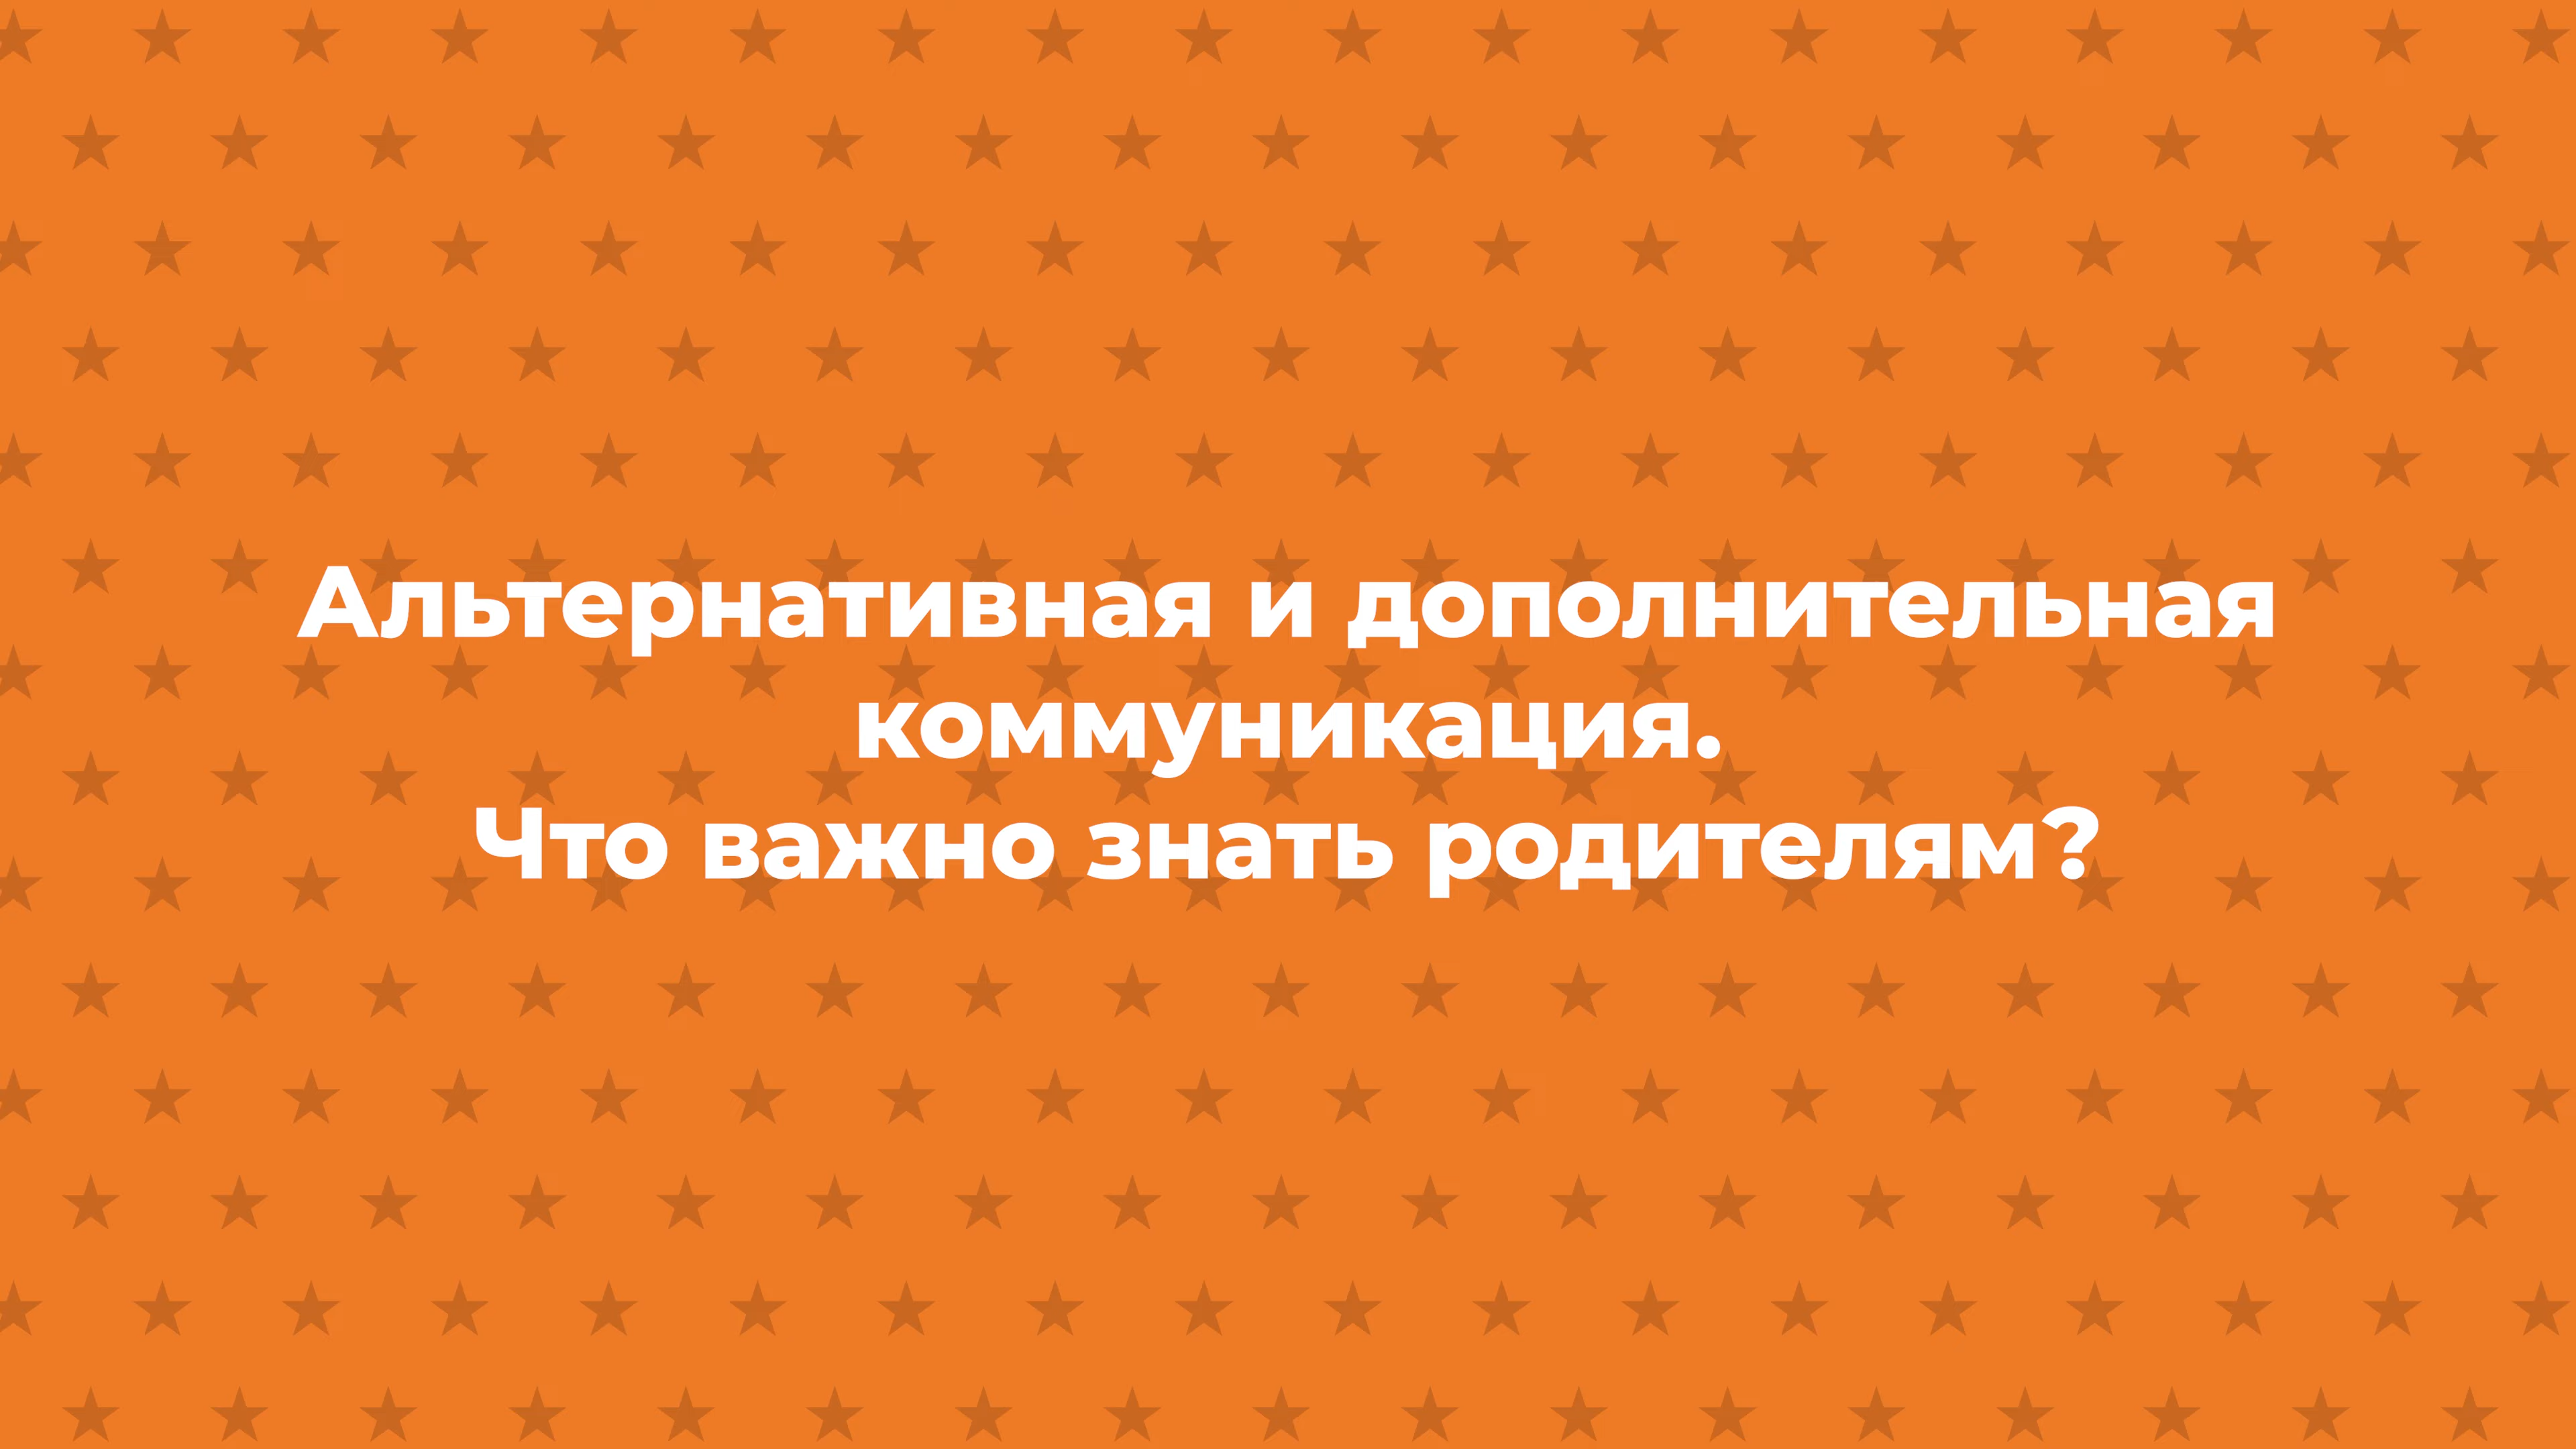 Альтернативная и дополнительная
коммуникация.
Что важно знать родителям?